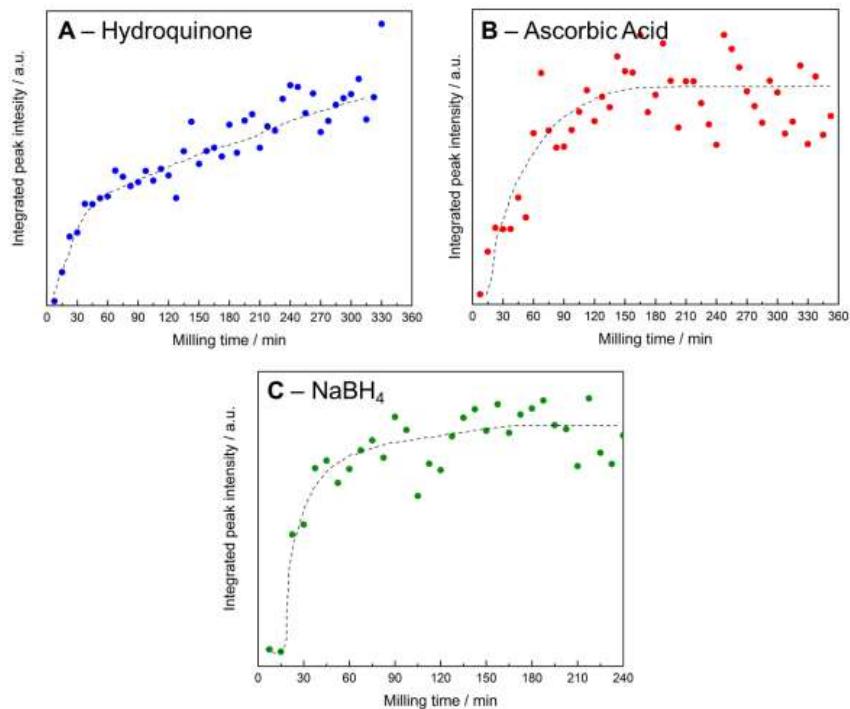 A – Hydroquinone
Integrated peak intesity / a.u.
0 30 60 90 120 150 180 210 240 270 300 330 360
Milling time / min
B – Ascorbic Acid
Integrated peak intensity / a.u.
0 30 60 90 120 150 180 210 240 270 300 330 360
Milling time / min
C – NaBH4
Integrated peak intensity / a.u.
0 30 60 90 120 150 180 210 240
Milling time / min